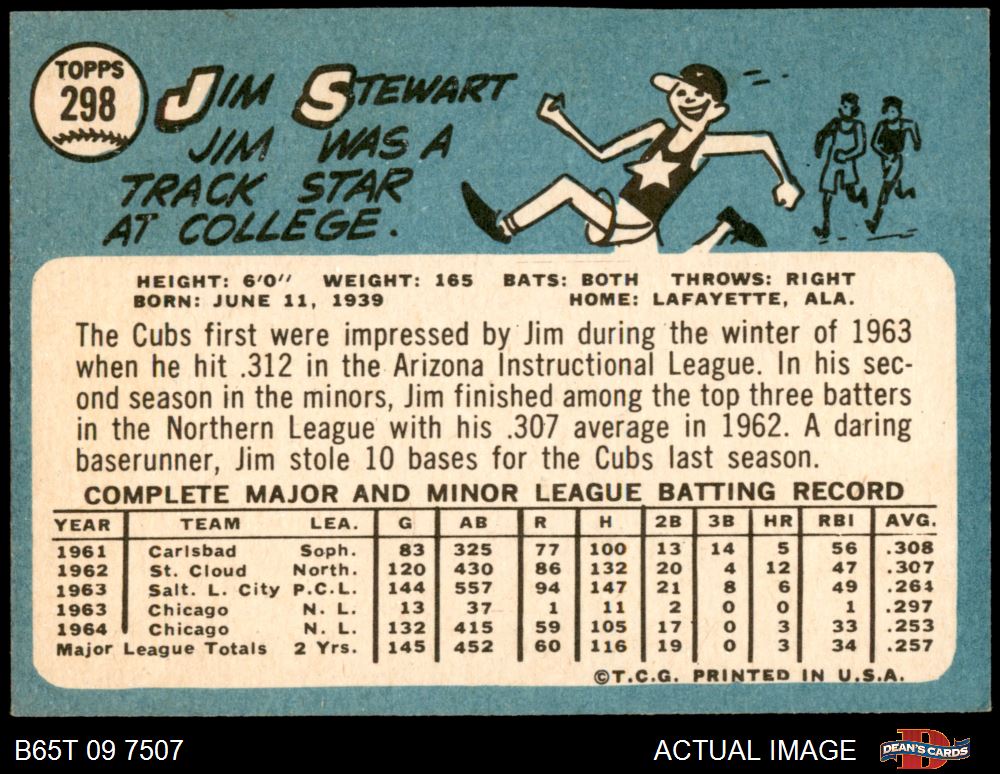 TOPPS
298
JIM STEWART
JIM WAS A
TRACK STAR
AT COLLEGE.
HEIGHT: 6'0" WEIGHT: 165 BATS: BOTH THROWS: RIGHT
BORN: JUNE 11, 1939 HOME: LAFAYETTE, ALA.
The Cubs first were impressed by Jim during the winter of 1963
when he hit .312 in the Arizona Instructional League. In his sec-
ond season in the minors, Jim finished among the top three batters
in the Northern League with his .307 average in 1962. A daring
baserunner, Jim stole 10 bases for the Cubs last season.
COMPLETE MAJOR AND MINOR LEAGUE BATTING RECORD
YEAR TEAM LEA. G AB R H 2B 3B HR RBI AVG.
1961 Carlsbad Soph. 83 325 77 100 13 14 5 56 .308
1962 St. Cloud North. 120 430 86 132 20 4 12 47 .307
1963 Salt. L. City P.C.L. 144 557 94 147 21 8 6 49 .264
1963 Chicago N. L. 13 37 1 11 2 0 0 1 .297
1964 Chicago N. L. 132 415 59 105 17 0 3 33 .253
Major League Totals 2 Yrs. 145 452 60 116 19 0 3 34 .257
©T.C.G. PRINTED IN U.S.A.
B65T 09 7507 ACTUAL IMAGE DEAN'S CARDS